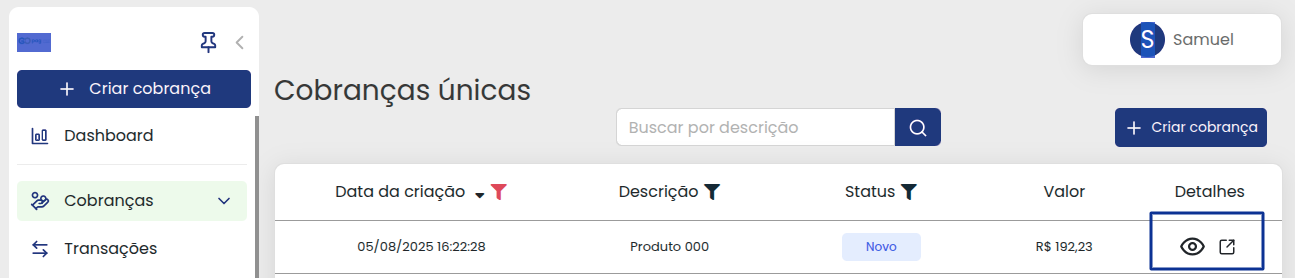 Criar cobrança
Dashboard
Cobranças
Transações
S Samuel
Cobranças únicas
Buscar por descrição
Criar cobrança
Data da criação Descrição Status Valor Detalhes
05/08/2025 16:22:28 Produto 000 Novo R$ 192,23